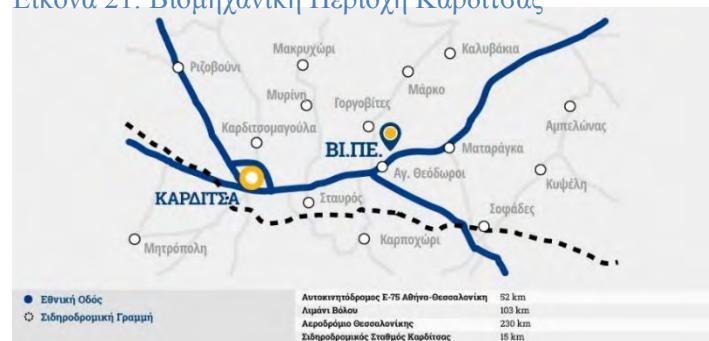 Εικόνα 21: Βιομηχανική Περιοχή Καρδίτσας
Μακρυχώρι
Καλυβάκια
Ριζοβούνι
Μάρκο
Μυρίνη
Γοργοβίτες
Αμπελώνας
Καρδιτσομαγούλα
ΒΙ.ΠΕ.
Ματαράγκα
Αγ. Θεόδωροι
Κυψέλη
ΚΑΡΔΙΤΣΑ
Σταυρός
Σοφάδες
Μητρόπολη
Καρποχώρι
Εθνική Οδός
Σιδηροδρομική Γραμμή
Αυτοκινητόδρομος Ε-75 Αθήνα-Θεσσαλονίκη 52 km
Λιμάνι Βόλου 103 km
Αεροδρόμιο Θεσσαλονίκης 230 km
Σιδηροδρομικός Σταθμός Καρδίτσας 15 km